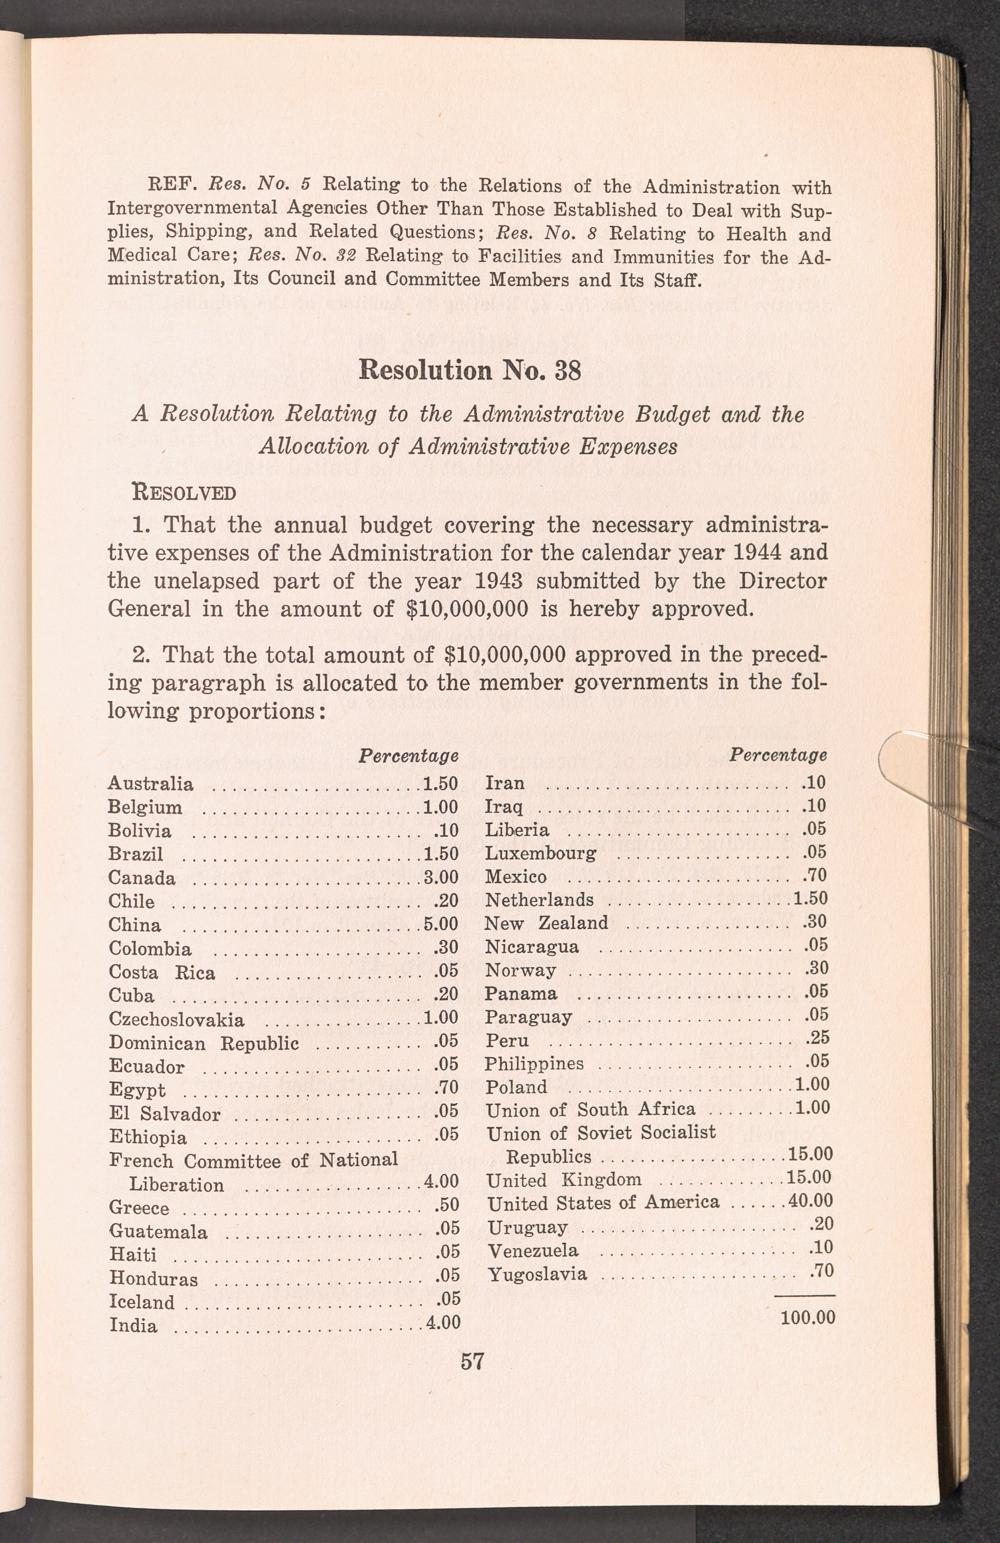 REF. Res. No. 5 Relating to the Relations of the Administration with
Intergovernmental Agencies Other Than Those Established to Deal with Sup-
plies, Shipping, and Related Questions; Res. No. 8 Relating to Health and
Medical Care; Res. No. 32 Relating to Facilities and Immunities for the Ad-
ministration, Its Council and Committee Members and Its Staff.
Resolution No. 38
A Resolution Relating to the Administrative Budget and the
Allocation of Administrative Expenses
RESOLVED
1. That the annual budget covering the necessary administra-
tive expenses of the Administration for the calendar year 1944 and
the unelapsed part of the year 1943 submitted by the Director
General in the amount of $10,000,000 is hereby approved.
2. That the total amount of $10,000,000 approved in the preced-
ing paragraph is allocated to the member governments in the fol-
lowing proportions:
Percentage
Australia ..................... 1.50
Belgium ..................... 1.00
Bolivia ....................... .10
Brazil ....................... 1.50
Canada ...................... 3.00
Chile ......................... .20
China ....................... 5.00
Colombia ..................... .30
Costa Rica ................... .05
Cuba ......................... .20
Czechoslovakia ............... 1.00
Dominican Republic ........... .05
Ecuador ...................... .05
Egypt ........................ .70
El Salvador ................... .05
Ethiopia ...................... .05
French Committee of National
Liberation ................. 4.00
Greece ........................ .50
Guatemala .................... .05
Haiti ......................... .05
Honduras ..................... .05
Iceland ........................ .05
India ........................ 4.00
Percentage
Iran ........................ .10
Iraq ......................... .10
Liberia ...................... .05
Luxembourg ................. .05
Mexico ...................... .70
Netherlands .................. 1.50
New Zealand ................. .30
Nicaragua ................... .05
Norway ...................... .30
Panama ..................... .05
Paraguay .................... .05
Peru ........................ .25
Philippines ................... .05
Poland ...................... 1.00
Union of South Africa ......... 1.00
Union of Soviet Socialist
Republics .................. 15.00
United Kingdom ............. 15.00
United States of America ...... 40.00
Uruguay ..................... .20
Venezuela ................... .10
Yugoslavia ................... .70
100.00
57